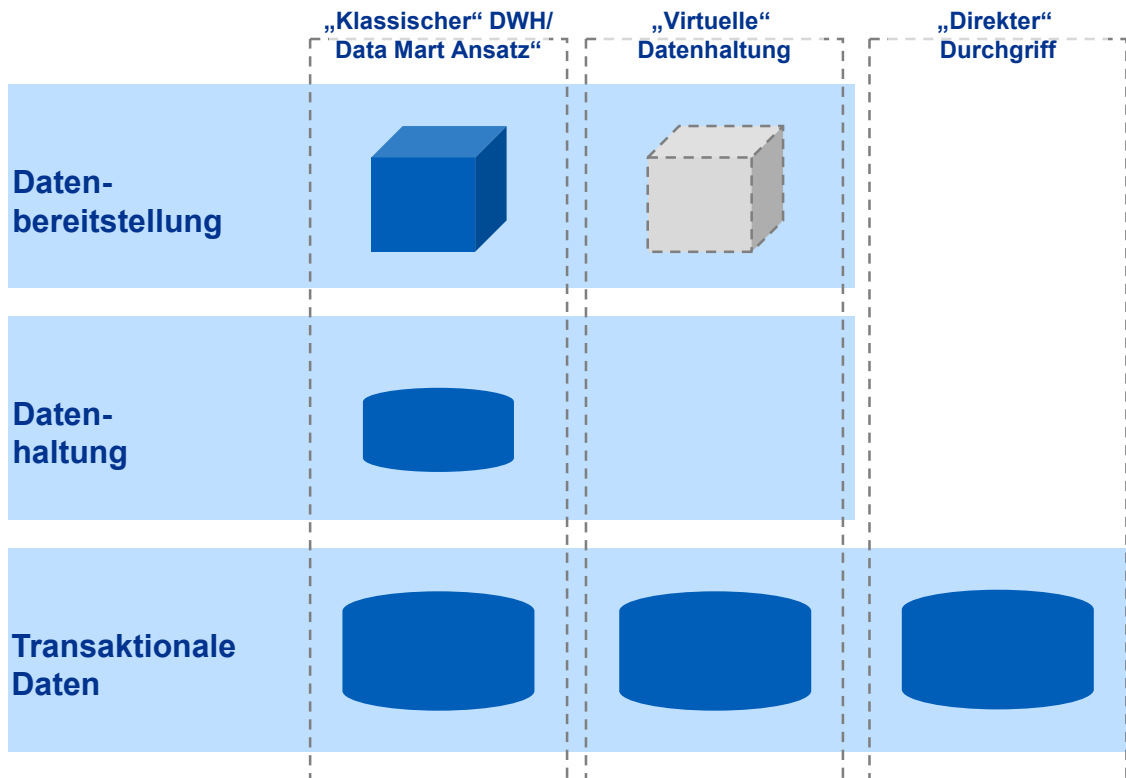 „Klassischer“ DWH/
Data Mart Ansatz“
„Virtuelle“
Datenhaltung
„Direkter“
Durchgriff
Daten-
bereitstellung
Daten-
haltung
Transaktionale
Daten